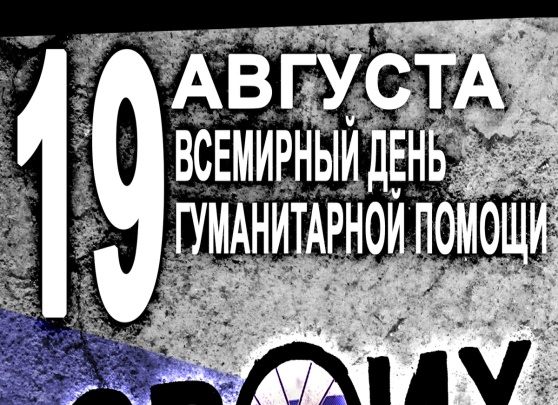 19 АВГУСТА
ВСЕМИРНЫЙ ДЕНЬ
ГУМАНИТАРНОЙ ПОМОЩИ